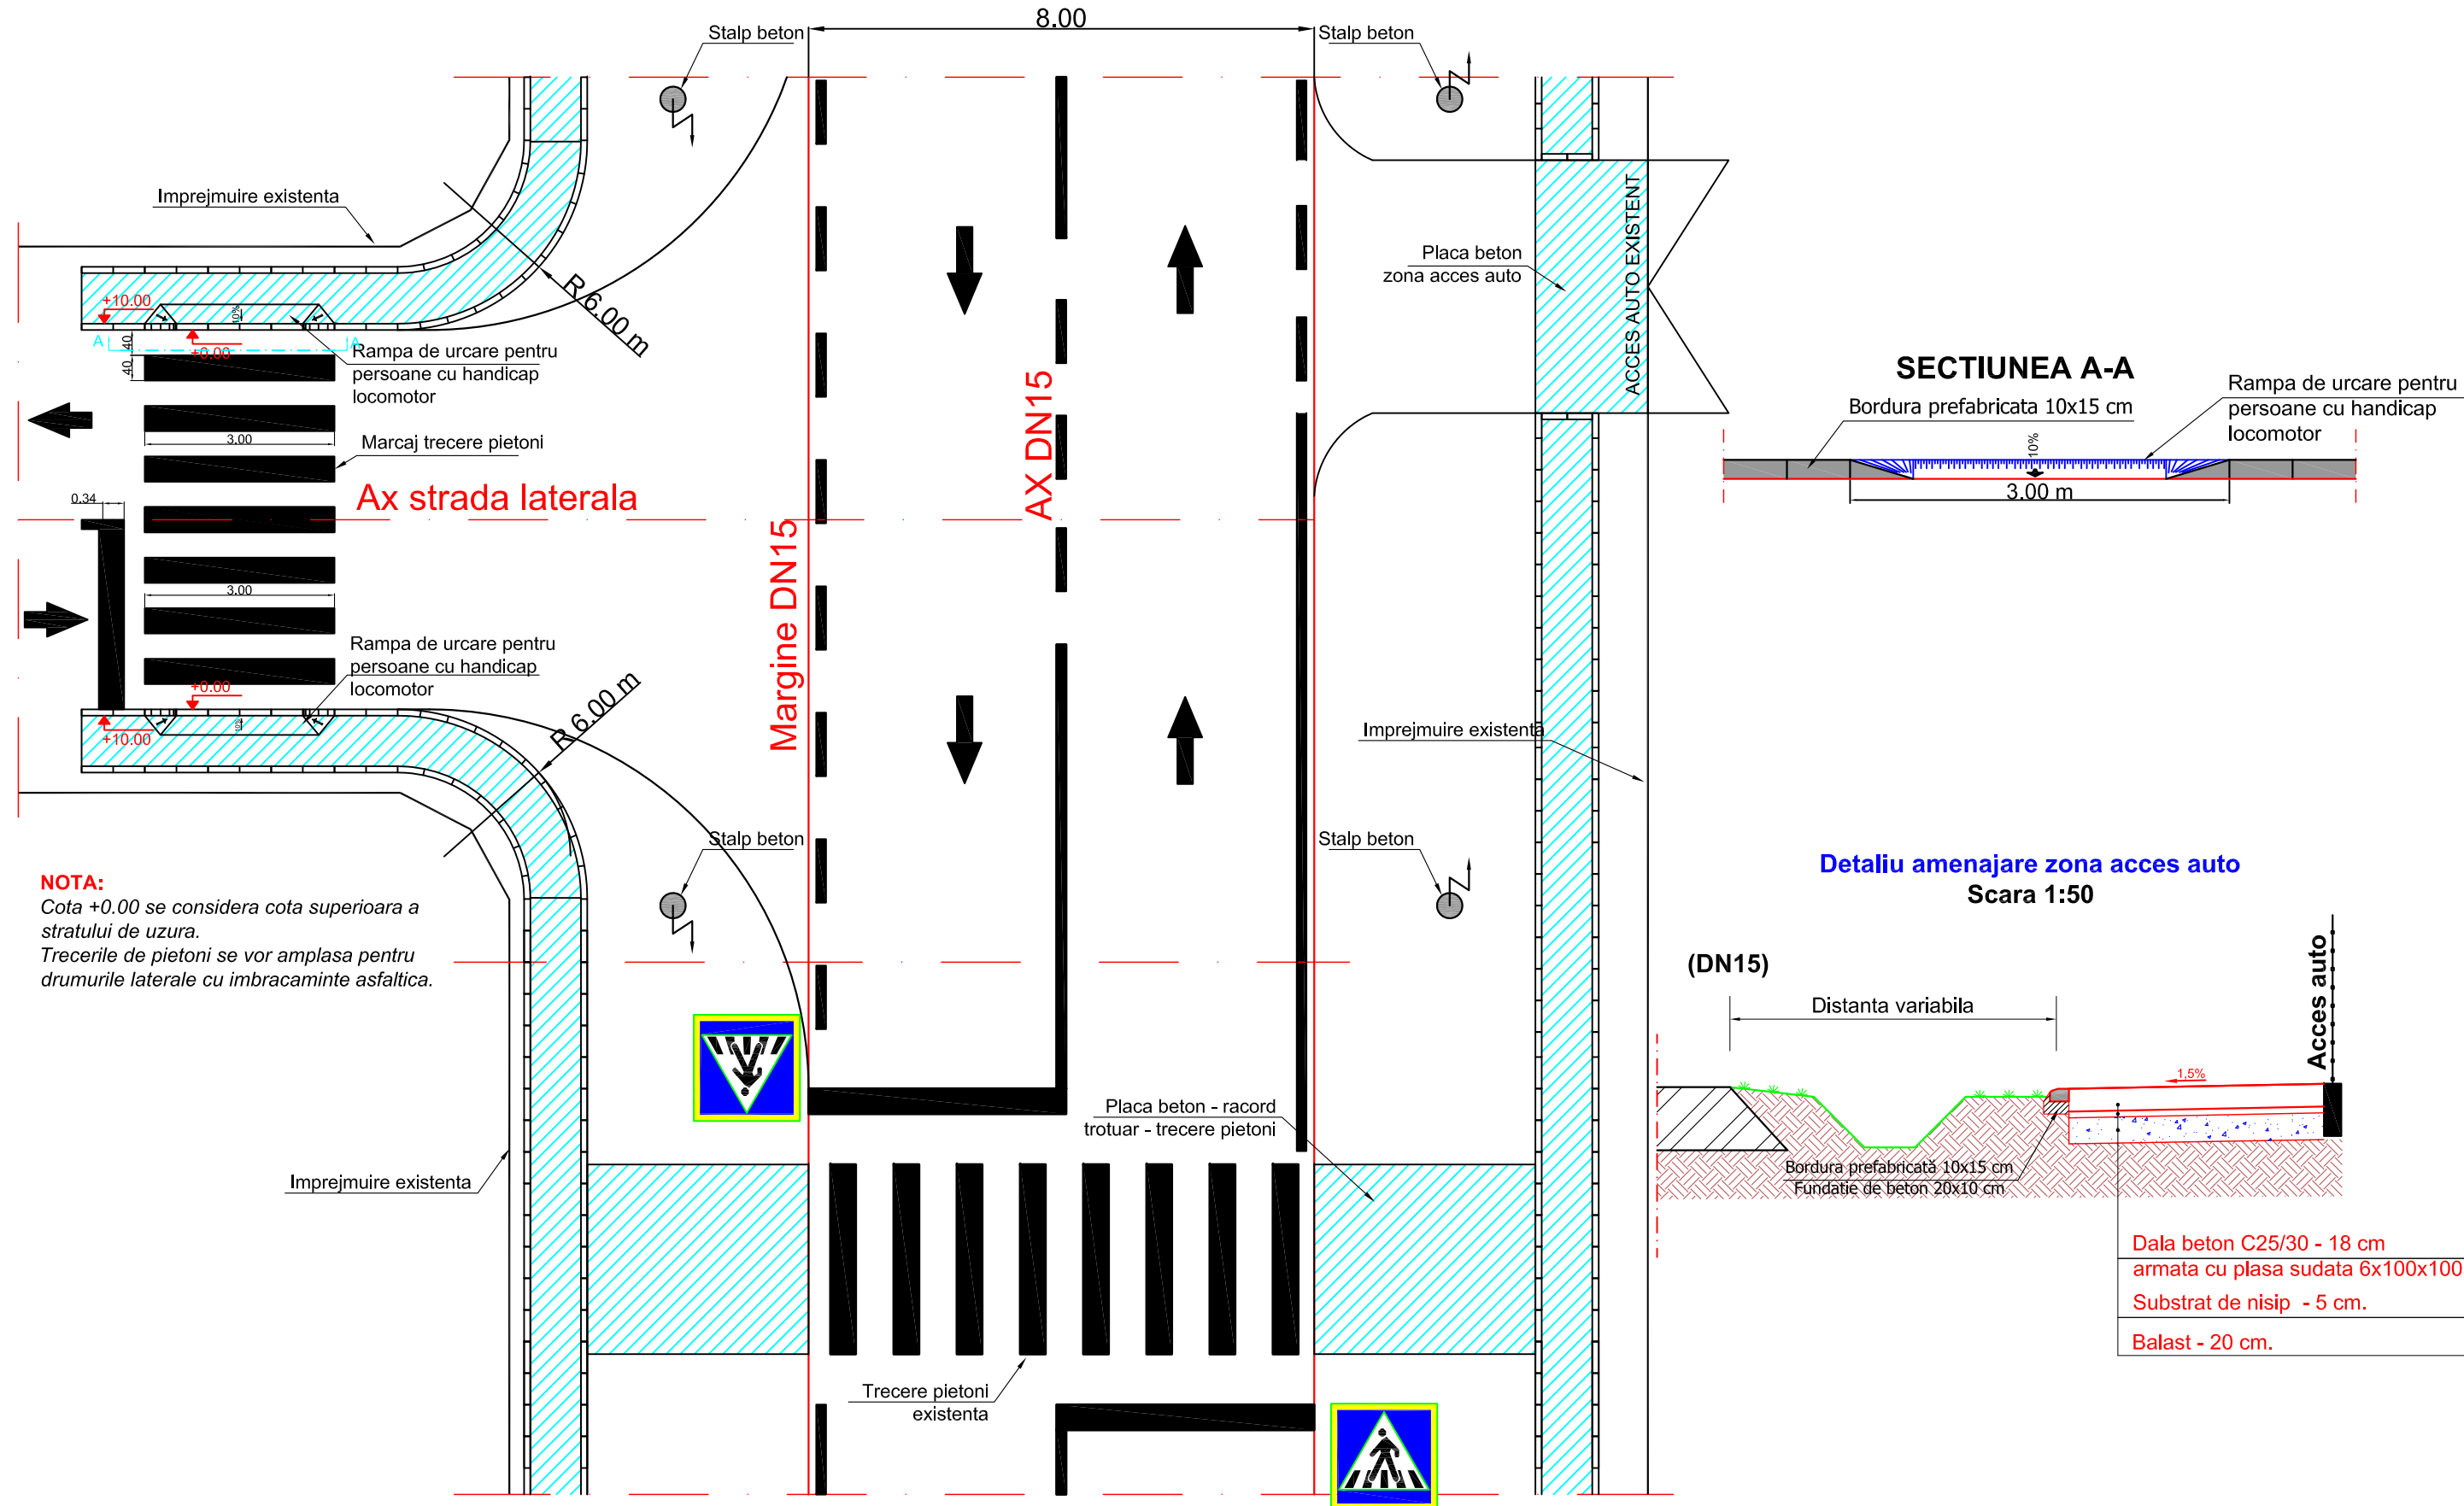 8.00
Stalp beton
Stalp beton
Imprejmuire existenta
R 6.00 m
Placa beton
zona acces auto
ACCES AUTO EXISTENT
+10.00
10%
A
A
+0.00
40
40
Rampa de urcare pentru
persoane cu handicap
locomotor
3.00
Marcaj trecere pietoni
0.34
Ax strada laterala
AX DN15
Margine DN15
3.00
Rampa de urcare pentru
persoane cu handicap
locomotor
+0.00
+10.00
10%
R 6.00 m
SECTIUNEA A-A
Bordura prefabricata 10x15 cm
Rampa de urcare pentru
persoane cu handicap
locomotor
10%
3.00 m
Imprejmuire existenta
Stalp beton
Stalp beton
NOTA:
Cota +0.00 se considera cota superioara a
stratului de uzura.
Trecerile de pietoni se vor amplasa pentru
drumurile laterale cu imbracaminte asfaltica.
Detaliu amenajare zona acces auto
Scara 1:50
(DN15)
Distanta variabila
Acces auto
1,5%
Bordura prefabricată 10x15 cm
Fundatie de beton 20x10 cm
Placa beton - racord
trotuar - trecere pietoni
Imprejmuire existenta
Dala beton C25/30 - 18 cm
armata cu plasa sudata 6x100x100
Substrat de nisip - 5 cm.
Balast - 20 cm.
Trecere pietoni
existenta